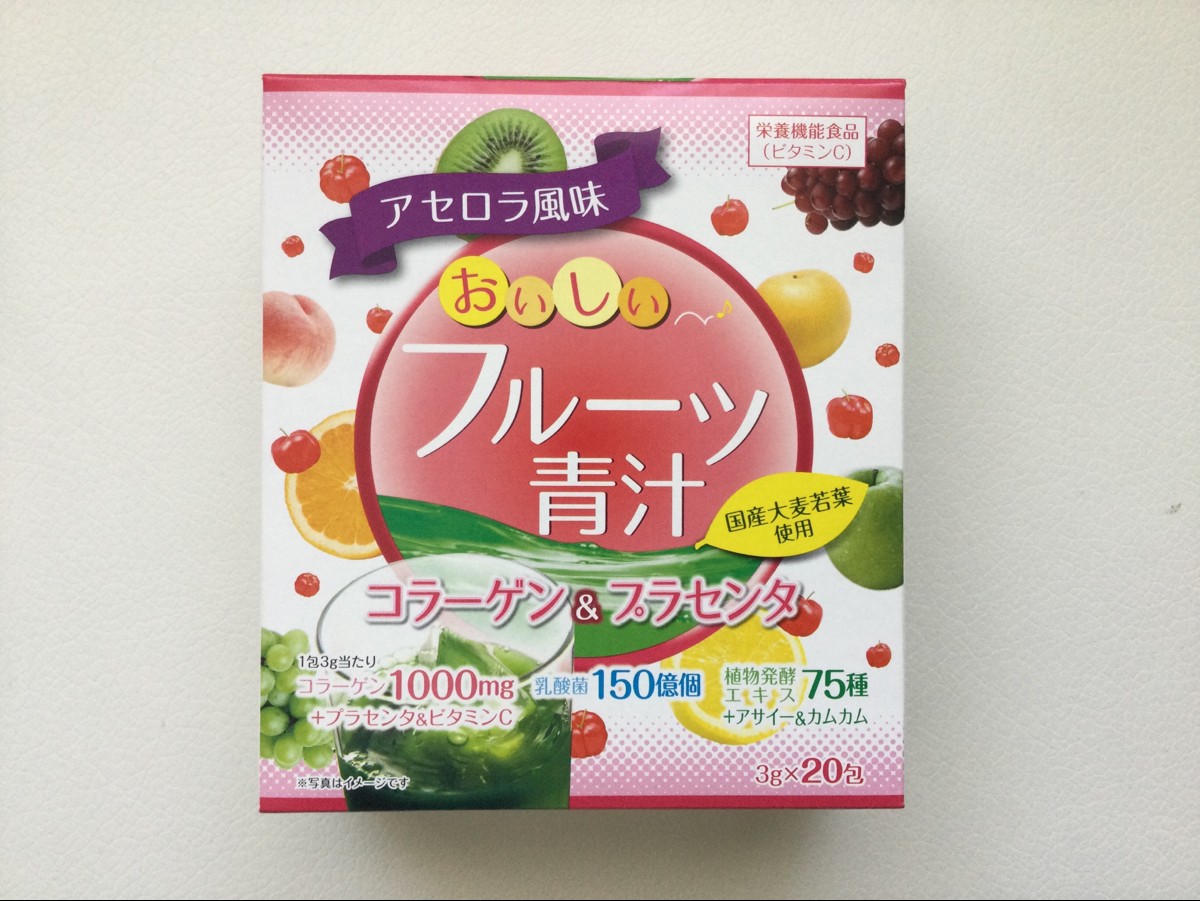 栄養機能食品
(ビタミンC)
アセロラ風味
おいしい
フルーツ
青汁
国産大麦若葉
使用
コラーゲン&プラセンタ
1包3g当たり
コラーゲン1000mg
+プラセンタ&ビタミンC
乳酸菌150億個
植物発酵
エキス75種
+アサイー&カムカム
※写真はイメージです
3g×20包